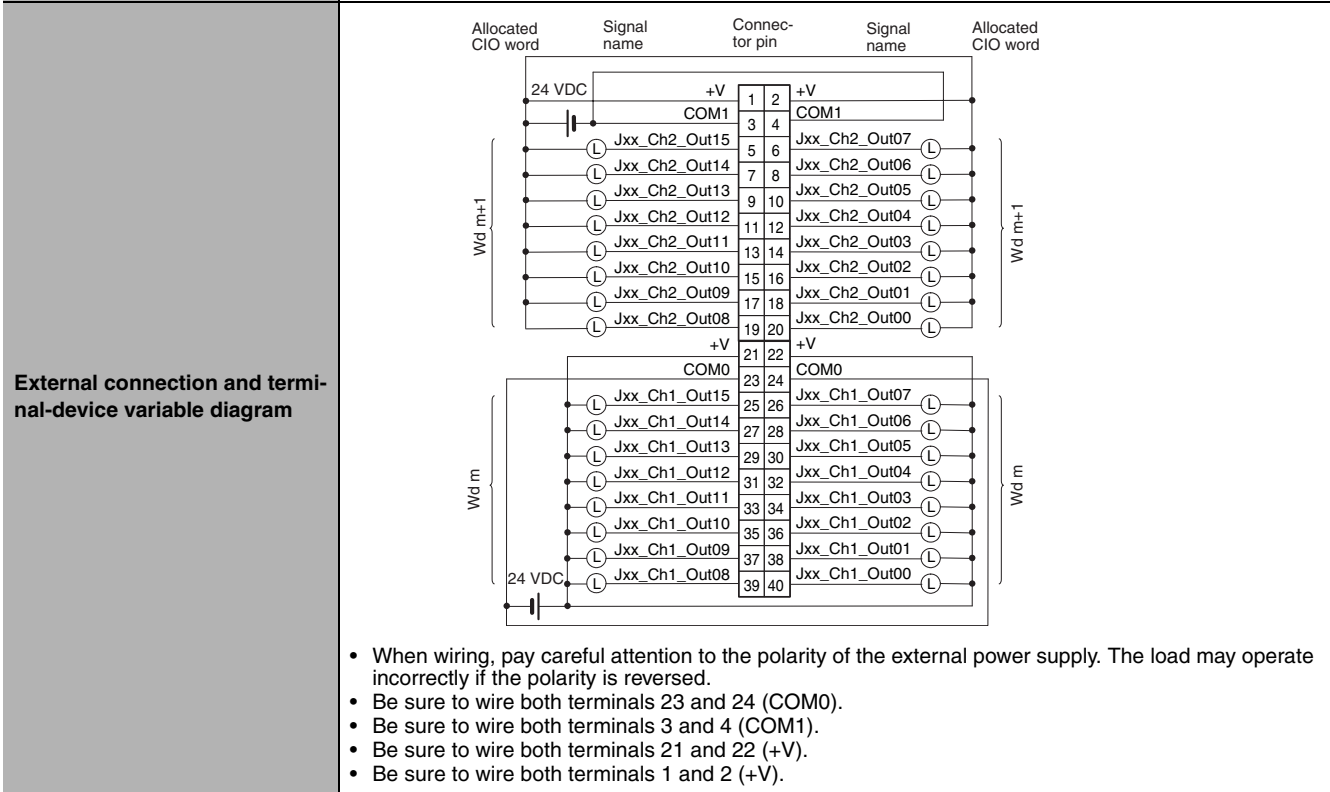 External connection and termi-
nal-device variable diagram
Allocated CIO word Signal name Connec-tor pin Signal name Allocated CIO word
24 VDC +V 1 2 +V
COM1 3 4 COM1
L Jxx_Ch2_Out15 5 6 Jxx_Ch2_Out07 L
L Jxx_Ch2_Out14 7 8 Jxx_Ch2_Out06 L
L Jxx_Ch2_Out13 9 10 Jxx_Ch2_Out05 L
Wd m+1 L Jxx_Ch2_Out12 11 12 Jxx_Ch2_Out04 L Wd m+1
L Jxx_Ch2_Out11 13 14 Jxx_Ch2_Out03 L
L Jxx_Ch2_Out10 15 16 Jxx_Ch2_Out02 L
L Jxx_Ch2_Out09 17 18 Jxx_Ch2_Out01 L
L Jxx_Ch2_Out08 19 20 Jxx_Ch2_Out00 L
+V 21 22 +V
COM0 23 24 COM0
L Jxx_Ch1_Out15 25 26 Jxx_Ch1_Out07 L
L Jxx_Ch1_Out14 27 28 Jxx_Ch1_Out06 L
L Jxx_Ch1_Out13 29 30 Jxx_Ch1_Out05 L
Wd m L Jxx_Ch1_Out12 31 32 Jxx_Ch1_Out04 L Wd m
L Jxx_Ch1_Out11 33 34 Jxx_Ch1_Out03 L
L Jxx_Ch1_Out10 35 36 Jxx_Ch1_Out02 L
L Jxx_Ch1_Out09 37 38 Jxx_Ch1_Out01 L
24 VDC L Jxx_Ch1_Out08 39 40 Jxx_Ch1_Out00 L
• When wiring, pay careful attention to the polarity of the external power supply. The load may operate
incorrectly if the polarity is reversed.
• Be sure to wire both terminals 23 and 24 (COM0).
• Be sure to wire both terminals 3 and 4 (COM1).
• Be sure to wire both terminals 21 and 22 (+V).
• Be sure to wire both terminals 1 and 2 (+V).